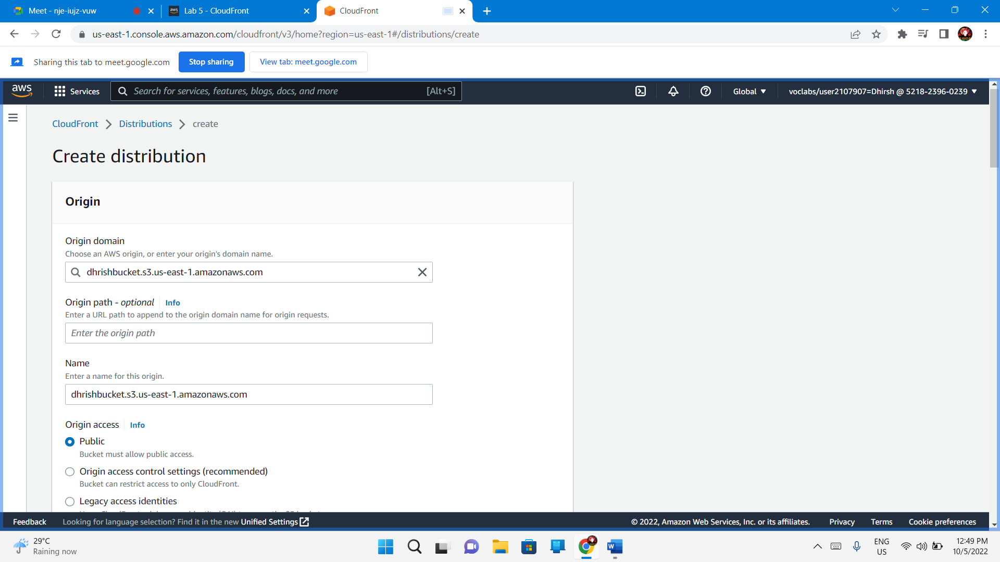 Meet - nje-iujz-vuw
aws Lab 5 - CloudFront
CloudFront
us-east-1.console.aws.amazon.com/cloudfront/v3/home?region=us-east-1#/distributions/create
Sharing this tab to meet.google.com
Stop sharing
View tab: meet.google.com
aws
Services
Search for services, features, blogs, docs, and more
[Alt+S]
Global
voclabs/user2107907=Dhirsh @ 5218-2396-0239
CloudFront
Distributions
create
Create distribution
Origin
Origin domain
Choose an AWS origin, or enter your origin's domain name.
dhrishbucket.s3.us-east-1.amazonaws.com
Origin path - optional Info
Enter a URL path to append to the origin domain name for origin requests.
Enter the origin path
Name
Enter a name for this origin.
dhrishbucket.s3.us-east-1.amazonaws.com
Origin access Info
Public
Bucket must allow public access.
Origin access control settings (recommended)
Bucket can restrict access to only CloudFront.
Legacy access identities
Feedback
Looking for language selection? Find it in the new Unified Settings
© 2022, Amazon Web Services, Inc. or its affiliates.
Privacy
Terms
Cookie preferences
29°C
Raining now
ENG
US
12:49 PM
10/5/2022